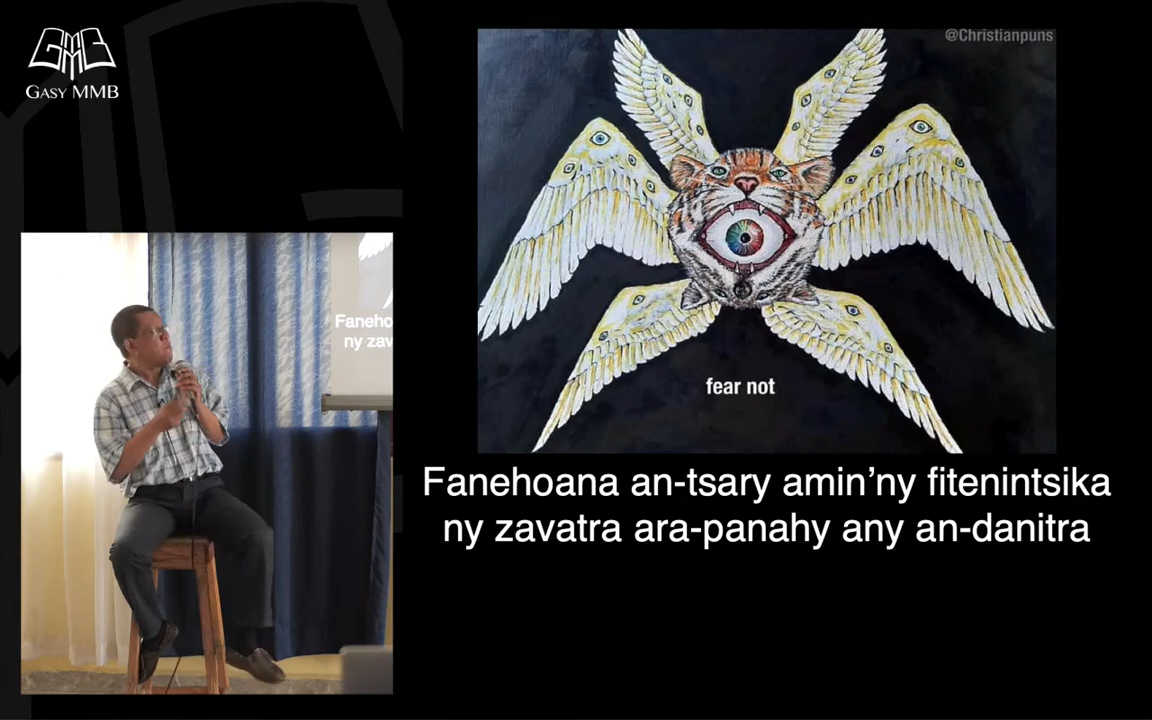 GMMB
GASY MMB
@Christianpuns
fear not
Faneho
ny zav
Fanehoana an-tsary amin’ny fitenintsika
ny zavatra ara-panahy any an-danitra